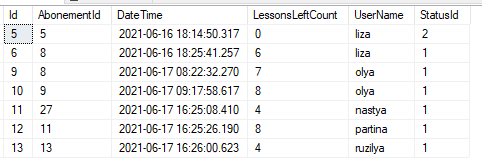 Id AbonementId DateTime LessonsLeftCount UserName StatusId
5 5 2021-06-16 18:14:50.317 0 liza 2
6 8 2021-06-16 18:25:41.257 6 liza 1
9 8 2021-06-17 08:22:32.270 7 olya 1
10 9 2021-06-17 09:17:58.617 8 olya 1
11 27 2021-06-17 16:25:08.410 4 nastya 1
12 11 2021-06-17 16:25:26.190 8 partina 1
13 13 2021-06-17 16:26:00.623 4 ruzilya 1